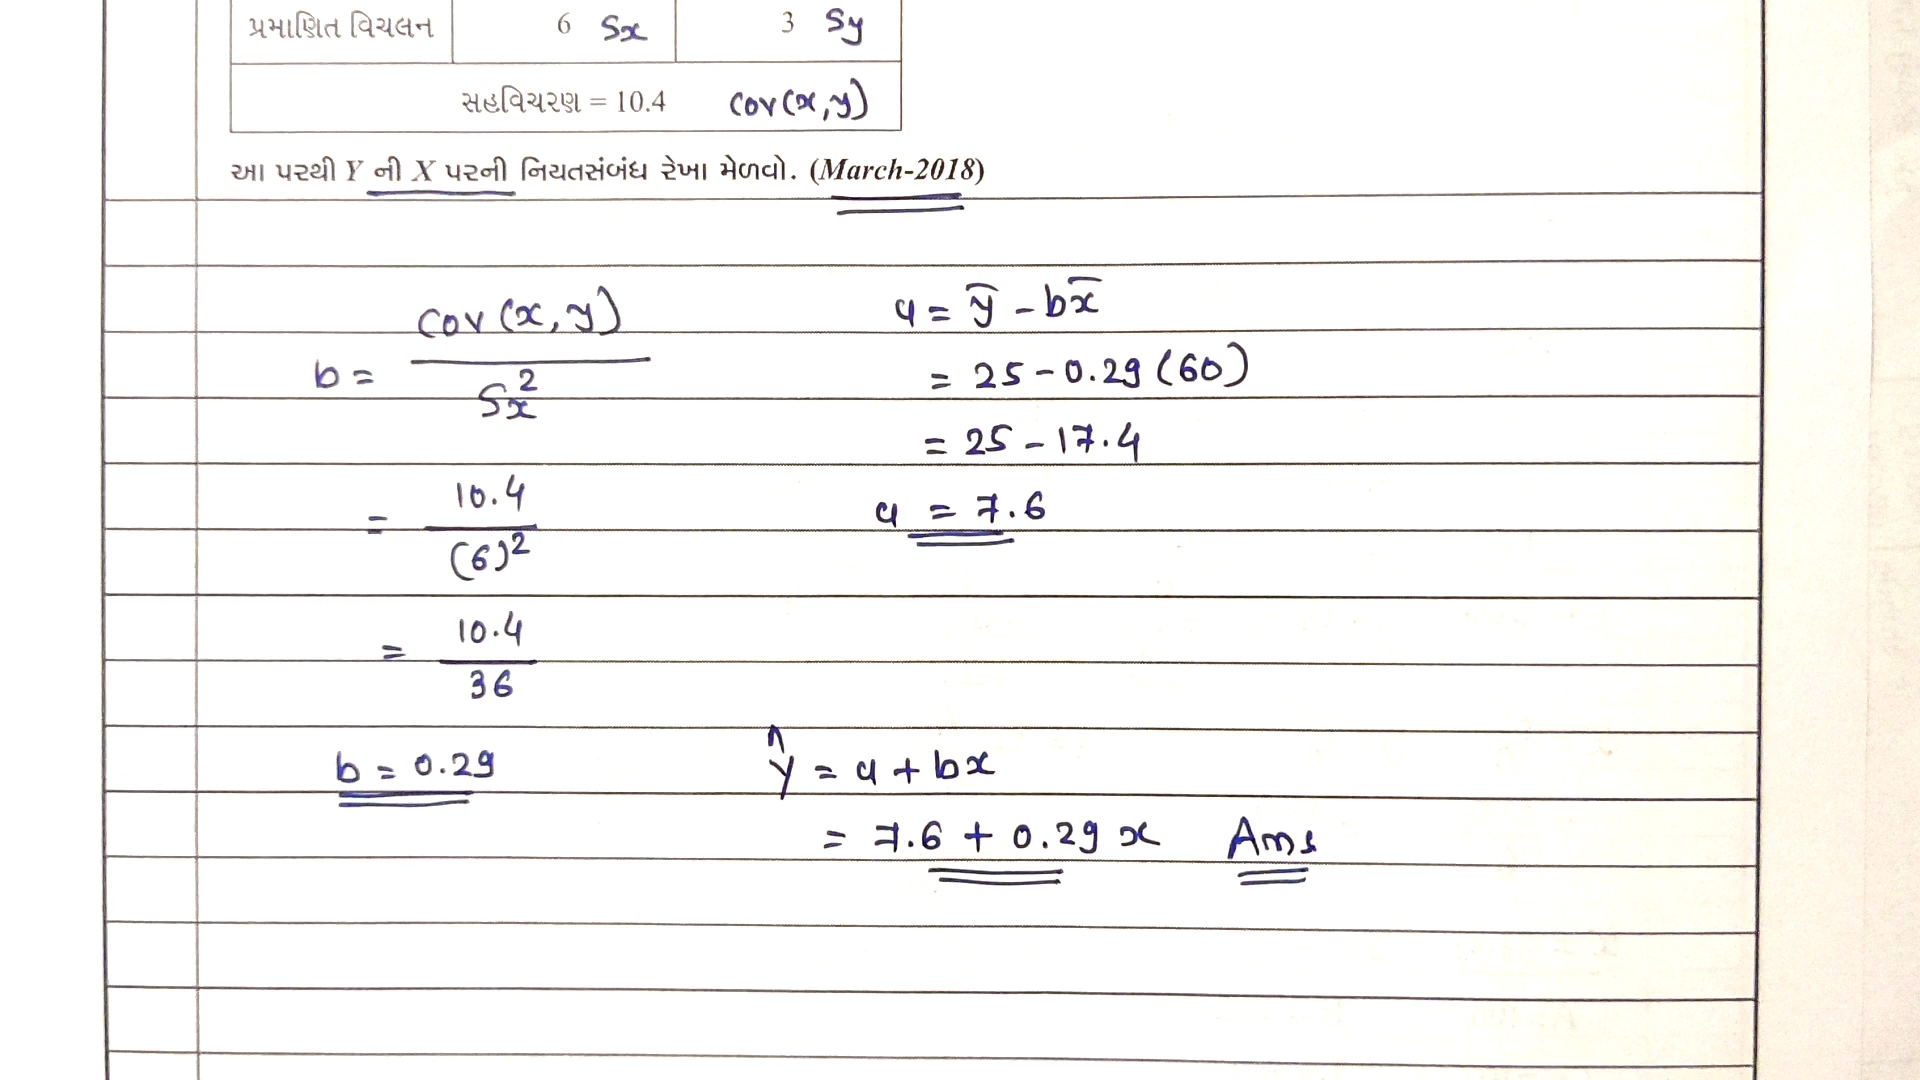 પ્રમાણિત વિચલન 6 Sx 3 Sy
સહવિચરણ = 10.4 cov(x,y)
આ પરથી Y ની X પરની નિયતસંબંધ રેખા મેળવો. (March-2018)
b = cov(x,y) / Sx²
= 10.4 / (6)²
= 10.4 / 36
b = 0.29
a = y̅ - bx̅
= 25 - 0.29 (60)
= 25 - 17.4
a = 7.6
ŷ = a + bx
= 7.6 + 0.29 x Ans